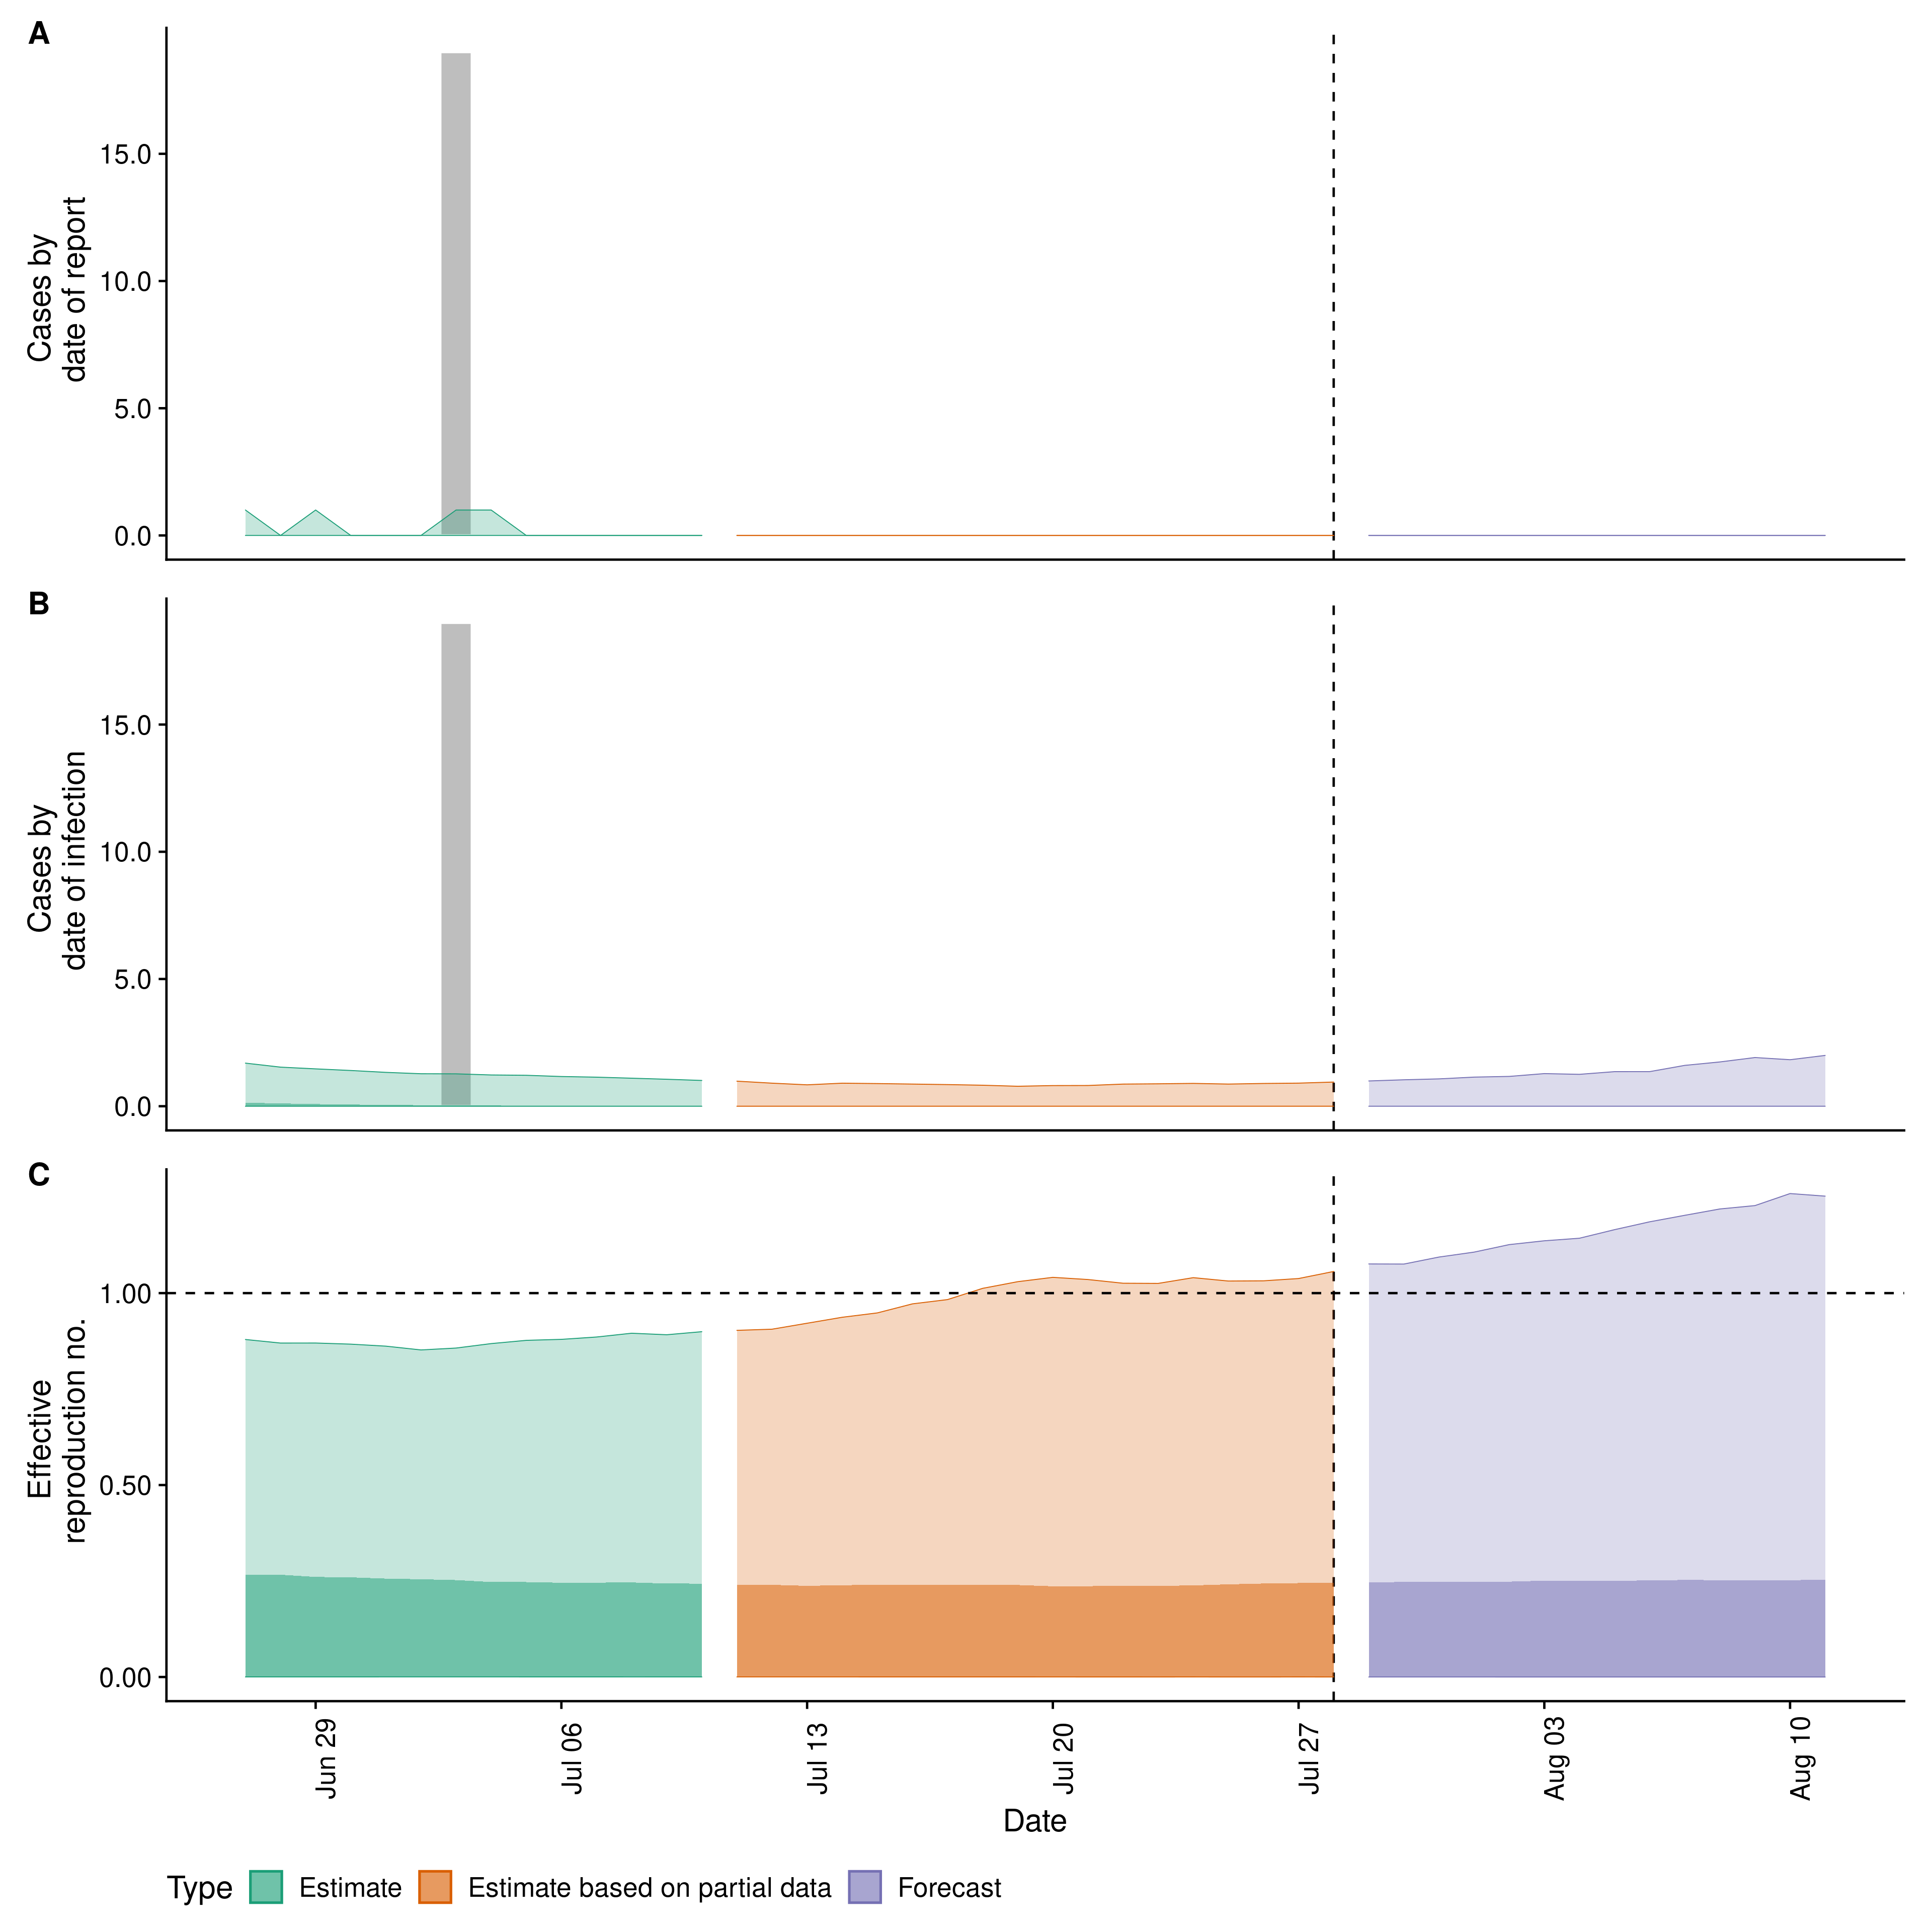 A
Cases by
date of report
15.0
10.0
5.0
0.0
B
Cases by
date of infection
15.0
10.0
5.0
0.0
C
Effective
reproduction no.
1.00
0.50
0.00
Jun 29
Jul 06
Jul 13
Jul 20
Jul 27
Aug 03
Aug 10
Date
Type Estimate Estimate based on partial data Forecast